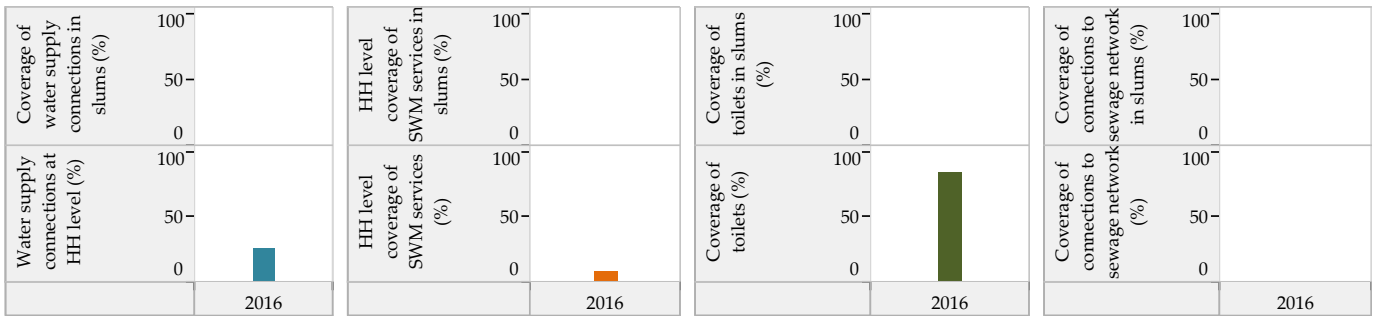 Coverage of
water supply
connections in
slums (%)
100
50
0
Water supply
connections at
HH level (%)
100
50
0
2016
HH level
coverage of
SWM services in
slums (%)
100
50
0
HH level
coverage of
SWM services
(%)
100
50
0
2016
Coverage of
toilets in slums
(%)
100
50
0
Coverage of
toilets (%)
100
50
0
2016
Coverage of
connections to
sewage network
in slums (%)
100
50
0
Coverage of
connections to
sewage network
(%)
100
50
0
2016